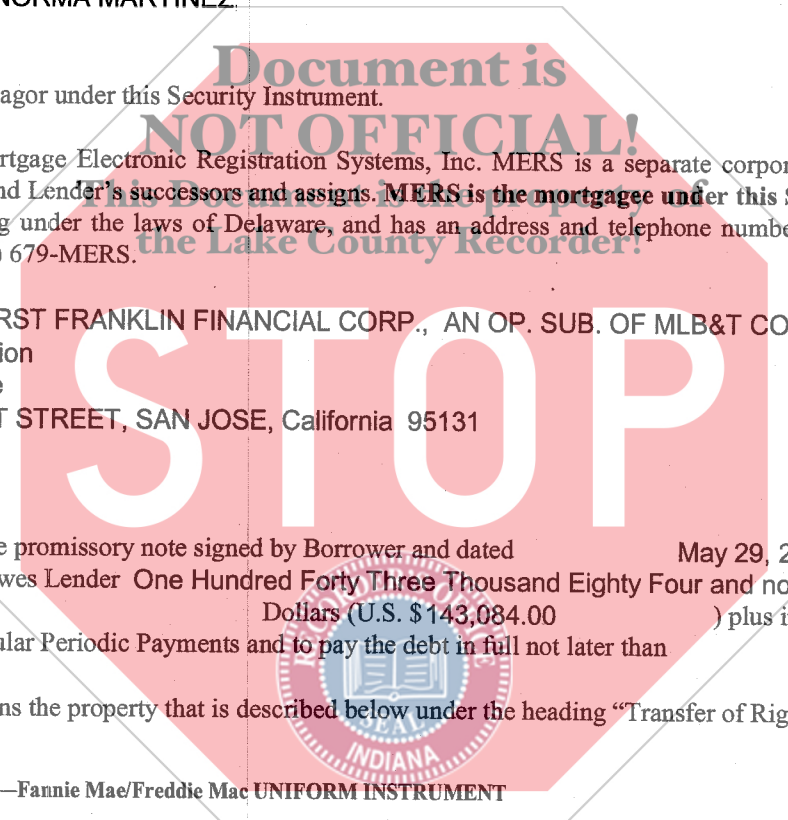 NORMA MARTINEZ
Document is
agor under this Security Instrument.
NOT OFFICIAL!
rtgage Electronic Registration Systems, Inc. MERS is a separate corpor
nd Lender's successors and assigns. MERS is the mortgagee under this S
This Document is the property of
g under the laws of Delaware, and has an address and telephone numbe
the Lake County Recorder!
) 679-MERS.
RST FRANKLIN FINANCIAL CORP., AN OP. SUB. OF MLB&T CO
ion
e
T STREET, SAN JOSE, California 95131
STOP
e promissory note signed by Borrower and dated May 29, 2
wes Lender One Hundred Forty Three Thousand Eighty Four and no
Dollars (U.S. $143,084.00 ) plus i
ular Periodic Payments and to pay the debt in full not later than
RECORDER'S OFFICE
SEAL
INDIANA
ns the property that is described below under the heading “Transfer of Rig
—Fannie Mae/Freddie Mac UNIFORM INSTRUMENT